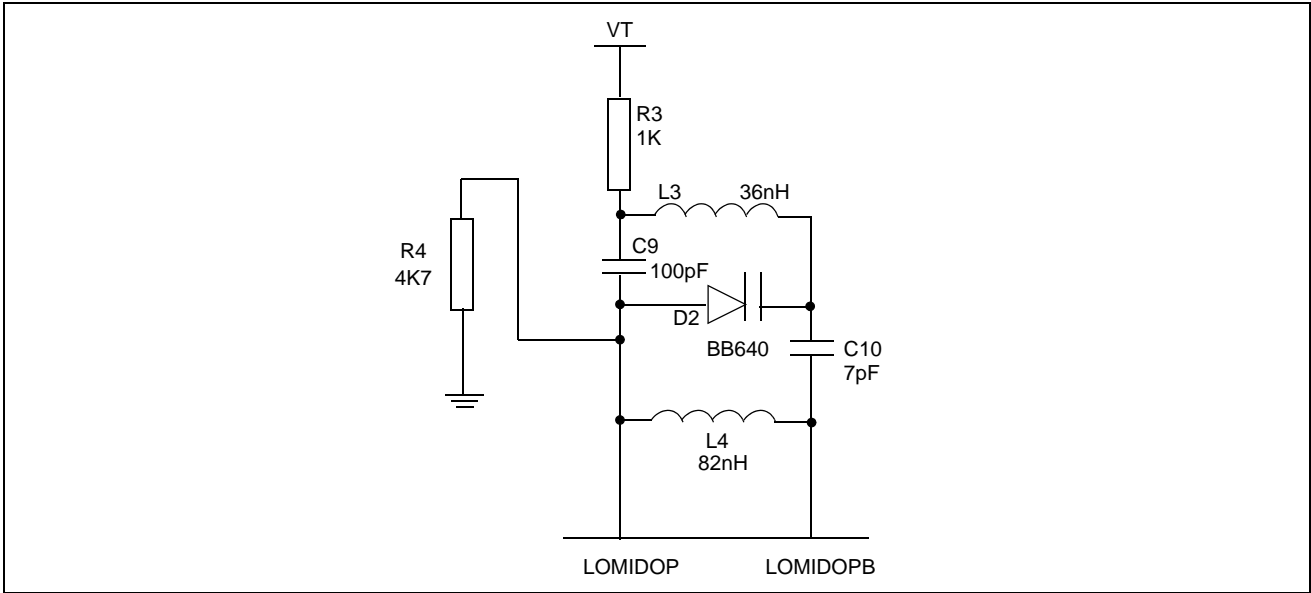 VT
R3
1K
L3 36nH
C9
100pF
R4
4K7
D2
BB640
C10
7pF
L4
82nH
LOMIDOP LOMIDOPB